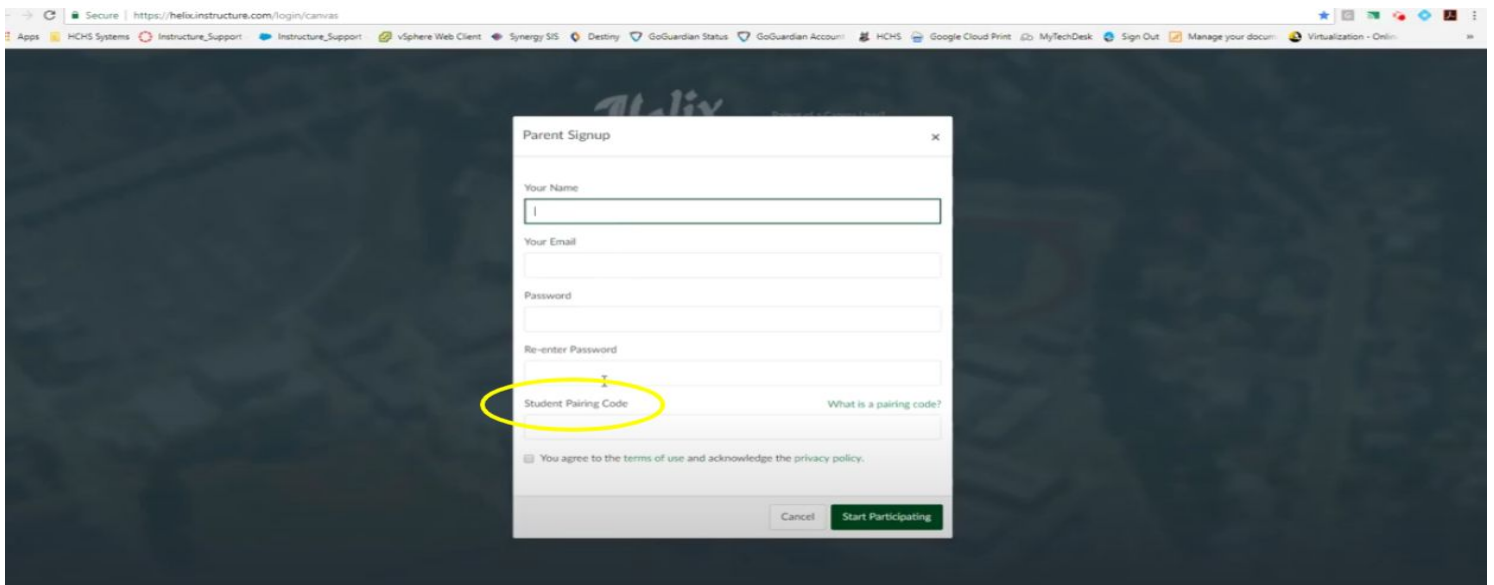 Secure | https://helix.instructure.com/login/canvas
Apps HCHS Systems Instructure_Support Instructure_Support vSphere Web Client Synergy SIS Destiny GoGuardian Status GoGuardian Account HCHS Google Cloud Print MyTechDesk Sign Out Manage your docum Virtualization - Onlin »
Helix
Parent Signup ×
Your Name
Your Email
Password
Re-enter Password
Student Pairing Code What is a pairing code?
You agree to the terms of use and acknowledge the privacy policy.
Cancel Start Participating